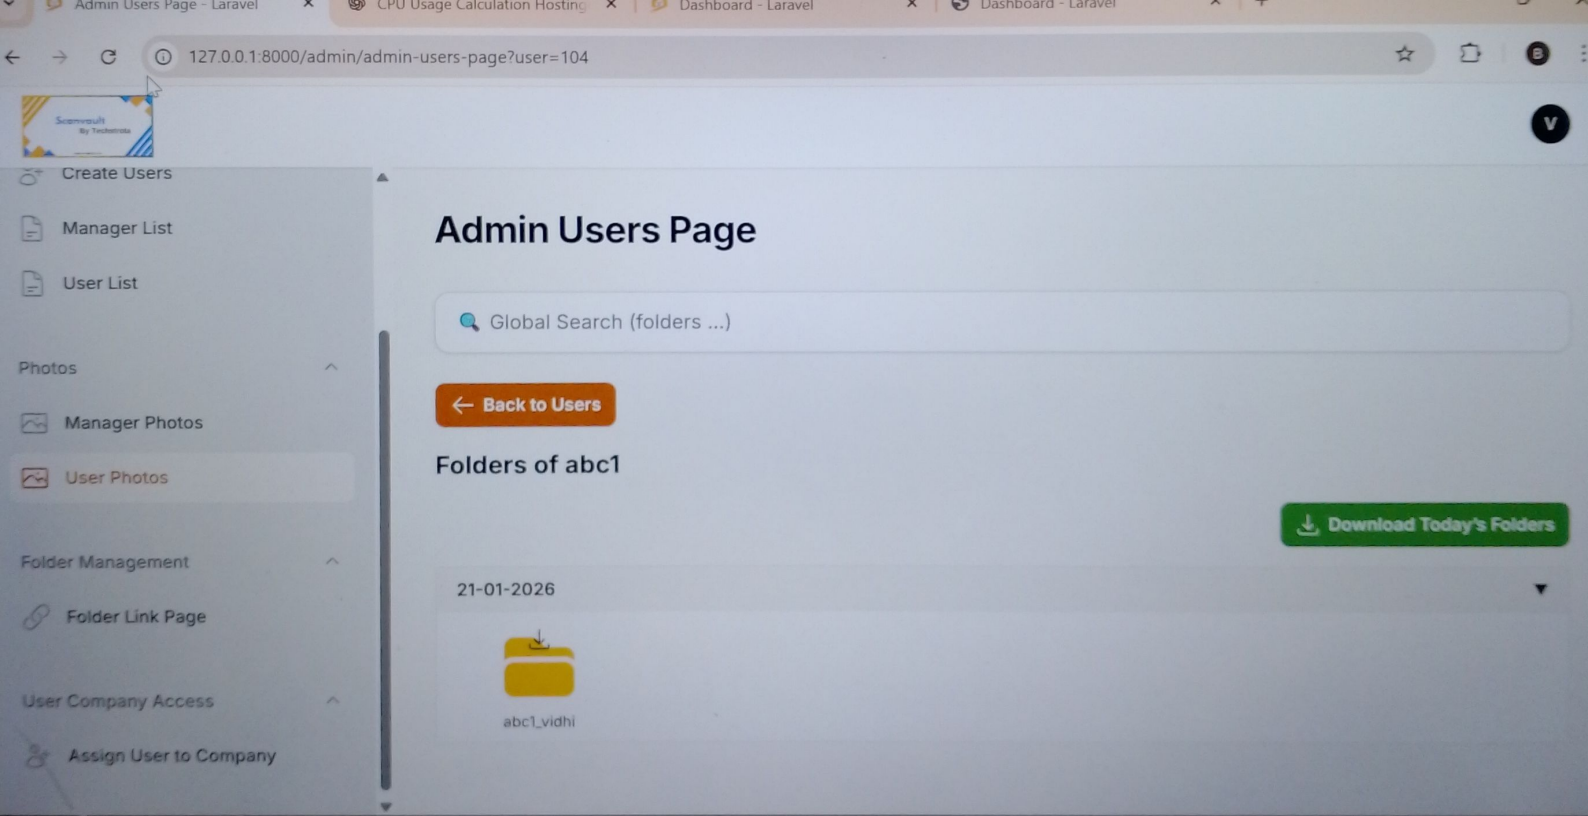 Admin Users Page - Laravel
CPU Usage Calculation Hosting
Dashboard - Laravel
Dashboard - Laravel
127.0.0.1:8000/admin/admin-users-page?user=104
B
Scanvault
V
Create Users
Manager List
User List
Photos
Manager Photos
User Photos
Folder Management
Folder Link Page
User Company Access
Assign User to Company
Admin Users Page
Global Search (folders ...)
← Back to Users
Folders of abc1
Download Today's Folders
21-01-2026
abc1_vidhi